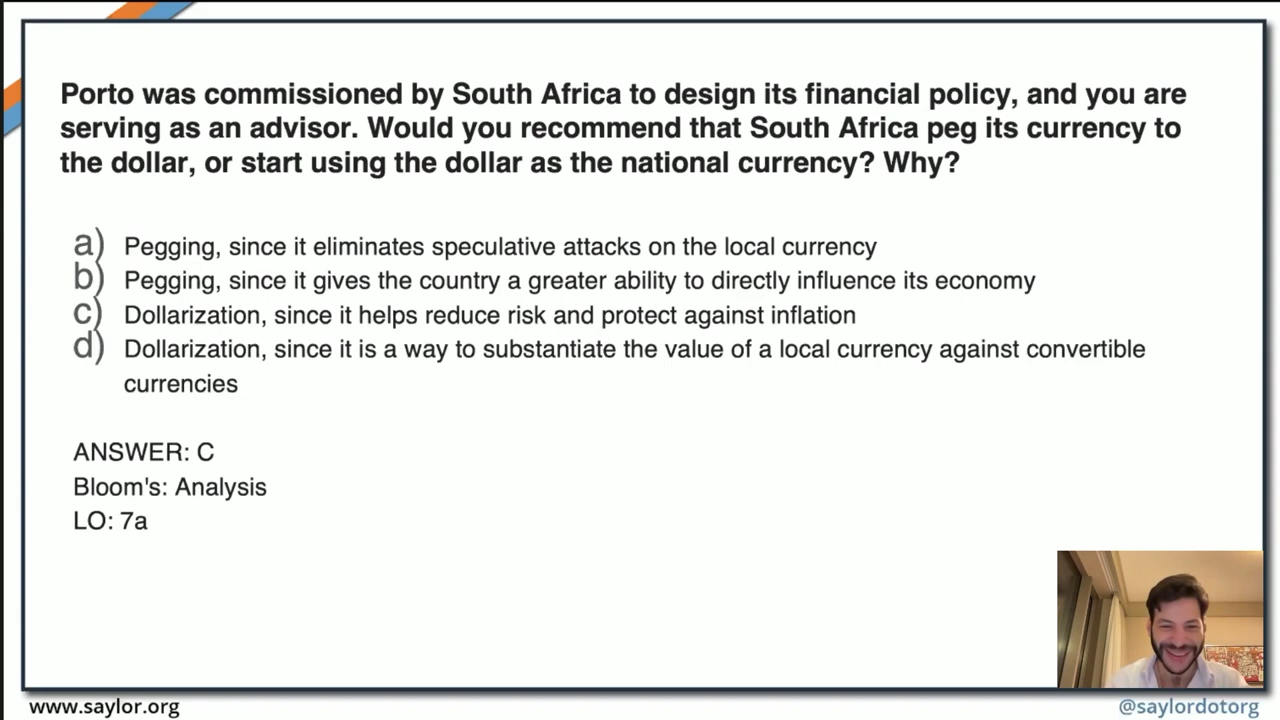 Porto was commissioned by South Africa to design its financial policy, and you are
serving as an advisor. Would you recommend that South Africa peg its currency to
the dollar, or start using the dollar as the national currency? Why?
a) Pegging, since it eliminates speculative attacks on the local currency
b) Pegging, since it gives the country a greater ability to directly influence its economy
c) Dollarization, since it helps reduce risk and protect against inflation
d) Dollarization, since it is a way to substantiate the value of a local currency against convertible
currencies
ANSWER: C
Bloom's: Analysis
LO: 7a
www.saylor.org
@saylordotorg